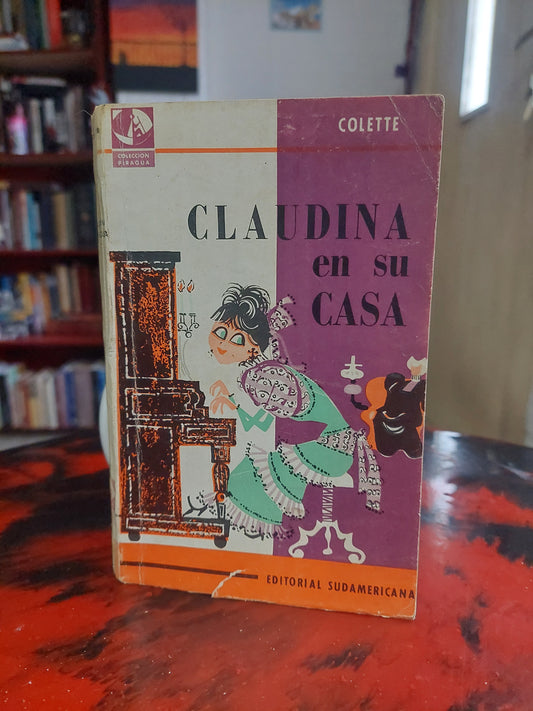 COLECCION
PIRAGUA
COLETTE
CLAUDINA
en su
CASA
EDITORIAL SUDAMERICANA